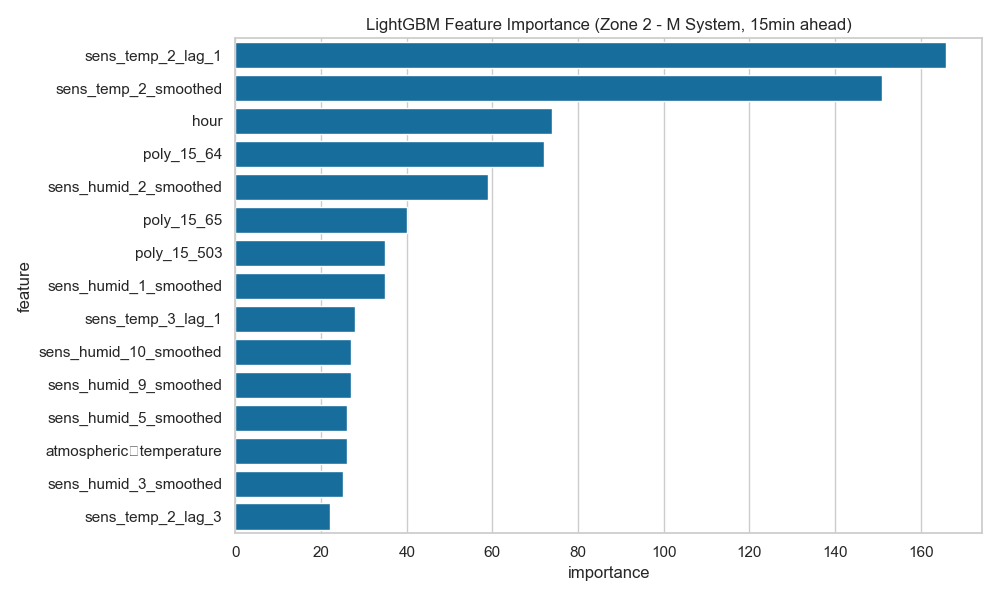 LightGBM Feature Importance (Zone 2 - M System, 15min ahead)
sens_temp_2_lag_1
sens_temp_2_smoothed
hour
poly_15_64
sens_humid_2_smoothed
poly_15_65
poly_15_503
sens_humid_1_smoothed
sens_temp_3_lag_1
sens_humid_10_smoothed
sens_humid_9_smoothed
sens_humid_5_smoothed
atmospheric□temperature
sens_humid_3_smoothed
sens_temp_2_lag_3
feature
0 20 40 60 80 100 120 140 160
importance